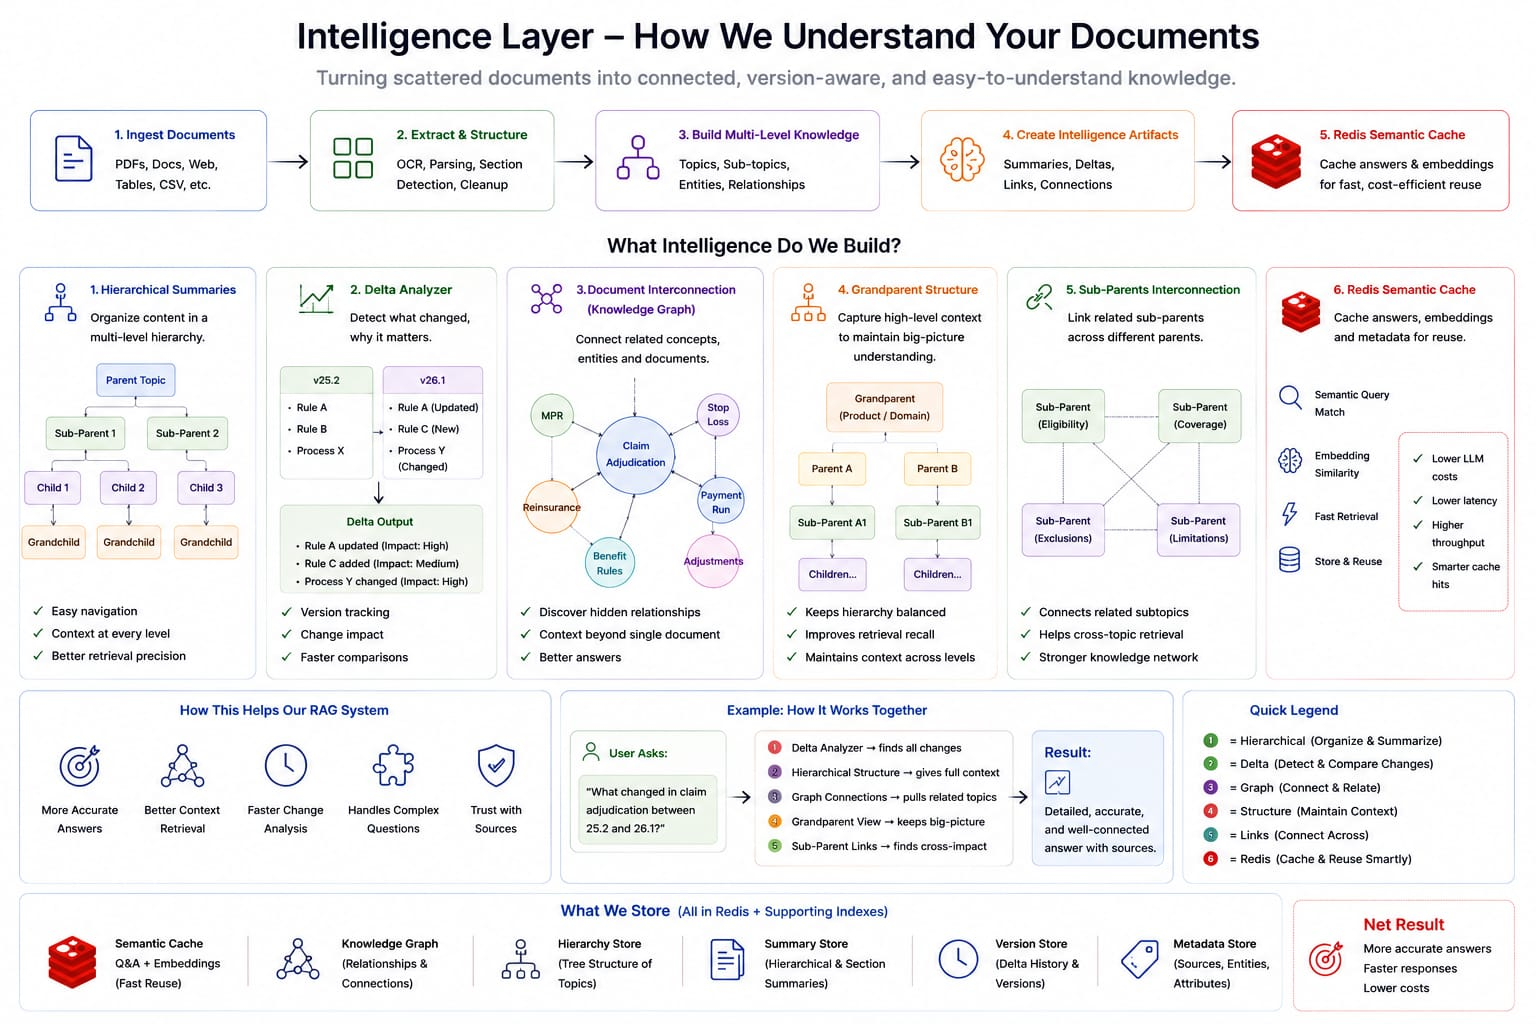 Intelligence Layer – How We Understand Your Documents
Turning scattered documents into connected, version-aware, and easy-to-understand knowledge.
1. Ingest Documents
PDFs, Docs, Web,
Tables, CSV, etc.
2. Extract & Structure
OCR, Parsing, Section
Detection, Cleanup
3. Build Multi-Level Knowledge
Topics, Sub-topics,
Entities, Relationships
4. Create Intelligence Artifacts
Summaries, Deltas,
Links, Connections
5. Redis Semantic Cache
Cache answers & embeddings
for fast, cost-efficient reuse
What Intelligence Do We Build?
1. Hierarchical Summaries
Organize content in a
multi-level hierarchy.
Parent Topic
Sub-Parent 1
Sub-Parent 2
Child 1
Child 2
Child 3
Grandchild
Grandchild
Grandchild
✓ Easy navigation
✓ Context at every level
✓ Better retrieval precision
2. Delta Analyzer
Detect what changed,
why it matters.
v25.2
• Rule A
• Rule B
• Process X
v26.1
• Rule A (Updated)
• Rule C (New)
• Process Y
(Changed)
Delta Output
• Rule A updated (Impact: High)
• Rule C added (Impact: Medium)
• Process Y changed (Impact: High)
✓ Version tracking
✓ Change impact
✓ Faster comparisons
3.Document Interconnection
(Knowledge Graph)
Connect related concepts,
entities and documents.
MPR
Stop
Loss
Claim
Adjudication
Reinsurance
Payment
Run
Benefit
Rules
Adjustments
✓ Discover hidden relationships
✓ Context beyond single document
✓ Better answers
4. Grandparent Structure
Capture high-level context
to maintain big-picture
understanding.
Grandparent
(Product / Domain)
Parent A
Parent B
Sub-Parent A1
Sub-Parent B1
Children...
Children...
✓ Keeps hierarchy balanced
✓ Improves retrieval recall
✓ Maintains context across levels
5. Sub-Parents Interconnection
Link related sub-parents
across different parents.
Sub-Parent
(Eligibility)
Sub-Parent
(Coverage)
Sub-Parent
(Exclusions)
Sub-Parent
(Limitations)
✓ Connects related subtopics
✓ Helps cross-topic retrieval
✓ Stronger knowledge network
6. Redis Semantic Cache
Cache answers, embeddings
and metadata for reuse.
Semantic Query
Match
Embedding
Similarity
Fast Retrieval
Store & Reuse
✓ Lower LLM
costs
✓ Lower latency
✓ Higher
throughput
✓ Smarter cache
hits
How This Helps Our RAG System
More Accurate
Answers
Better Context
Retrieval
Faster Change
Analysis
Handles Complex
Questions
Trust with
Sources
Example: How It Works Together
User Asks:
"What changed in claim
adjudication between
25.2 and 26.1?"
1 Delta Analyzer → finds all changes
2 Hierarchical Structure → gives full context
Graph Connections → pulls related topics
4 Grandparent View → keeps big-picture
5 Sub-Parent Links → finds cross-impact
Result:
Detailed, accurate,
and well-connected
answer with sources.
Quick Legend
1 = Hierarchical (Organize & Summarize)
2 = Delta (Detect & Compare Changes)
3 = Graph (Connect & Relate)
4 = Structure (Maintain Context)
5 = Links (Connect Across)
6 = Redis (Cache & Reuse Smartly)
What We Store (All in Redis + Supporting Indexes)
Semantic Cache
Q&A + Embeddings
(Fast Reuse)
Knowledge Graph
(Relationships &
Connections)
Hierarchy Store
(Tree Structure of
Topics)
Summary Store
(Hierarchical & Section
Summaries)
Version Store
(Delta History &
Versions)
Metadata Store
(Sources, Entities,
Attributes)
Net Result
More accurate answers
Faster responses
Lower costs